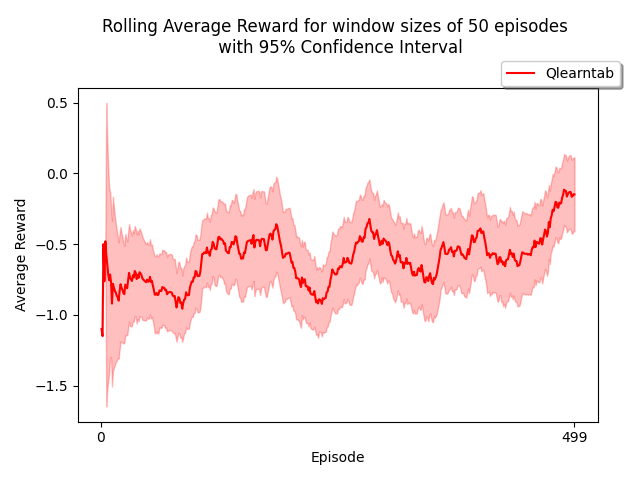 Rolling Average Reward for window sizes of 50 episodes
with 95% Confidence Interval
Qlearntab
0.5
0.0
−0.5
−1.0
−1.5
Average Reward
0 499
Episode